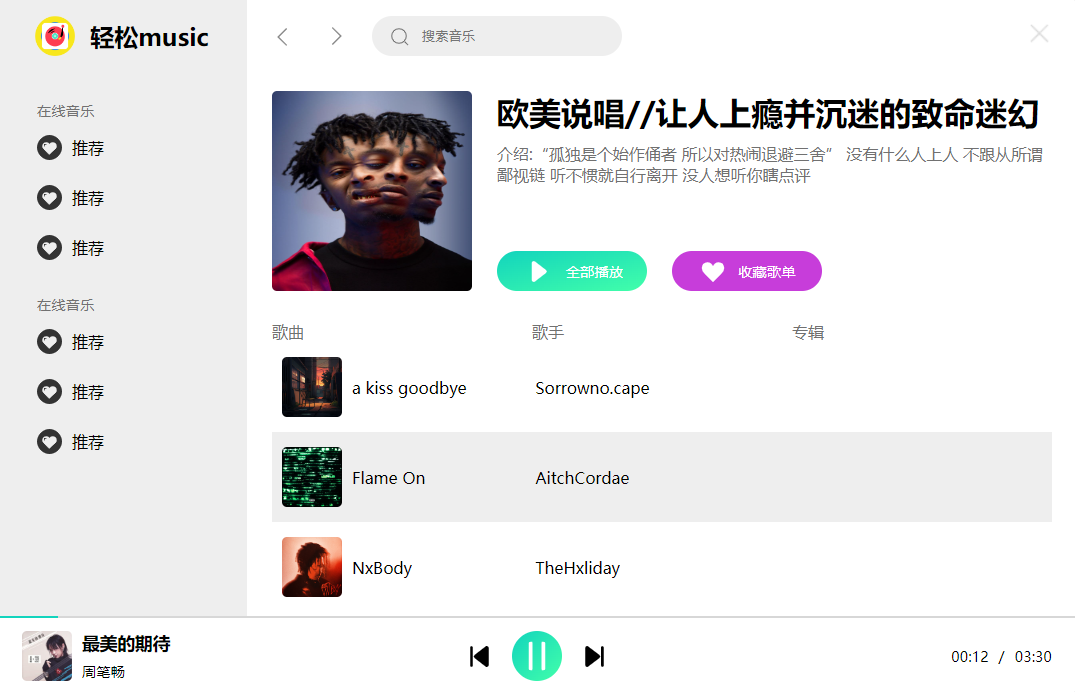 轻松music
搜索音乐
在线音乐
推荐
推荐
推荐
在线音乐
推荐
推荐
推荐
欧美说唱//让人上瘾并沉迷的致命迷幻
介绍:“孤独是个始作俑者 所以对热闹退避三舍” 没有什么人上人 不跟从所谓
鄙视链 听不惯就自行离开 没人想听你瞎点评
全部播放 收藏歌单
歌曲 歌手 专辑
a kiss goodbye Sorrowno.cape
Flame On AitchCordae
NxBody TheHxliday
最美的期待
周笔畅
00:12 / 03:30